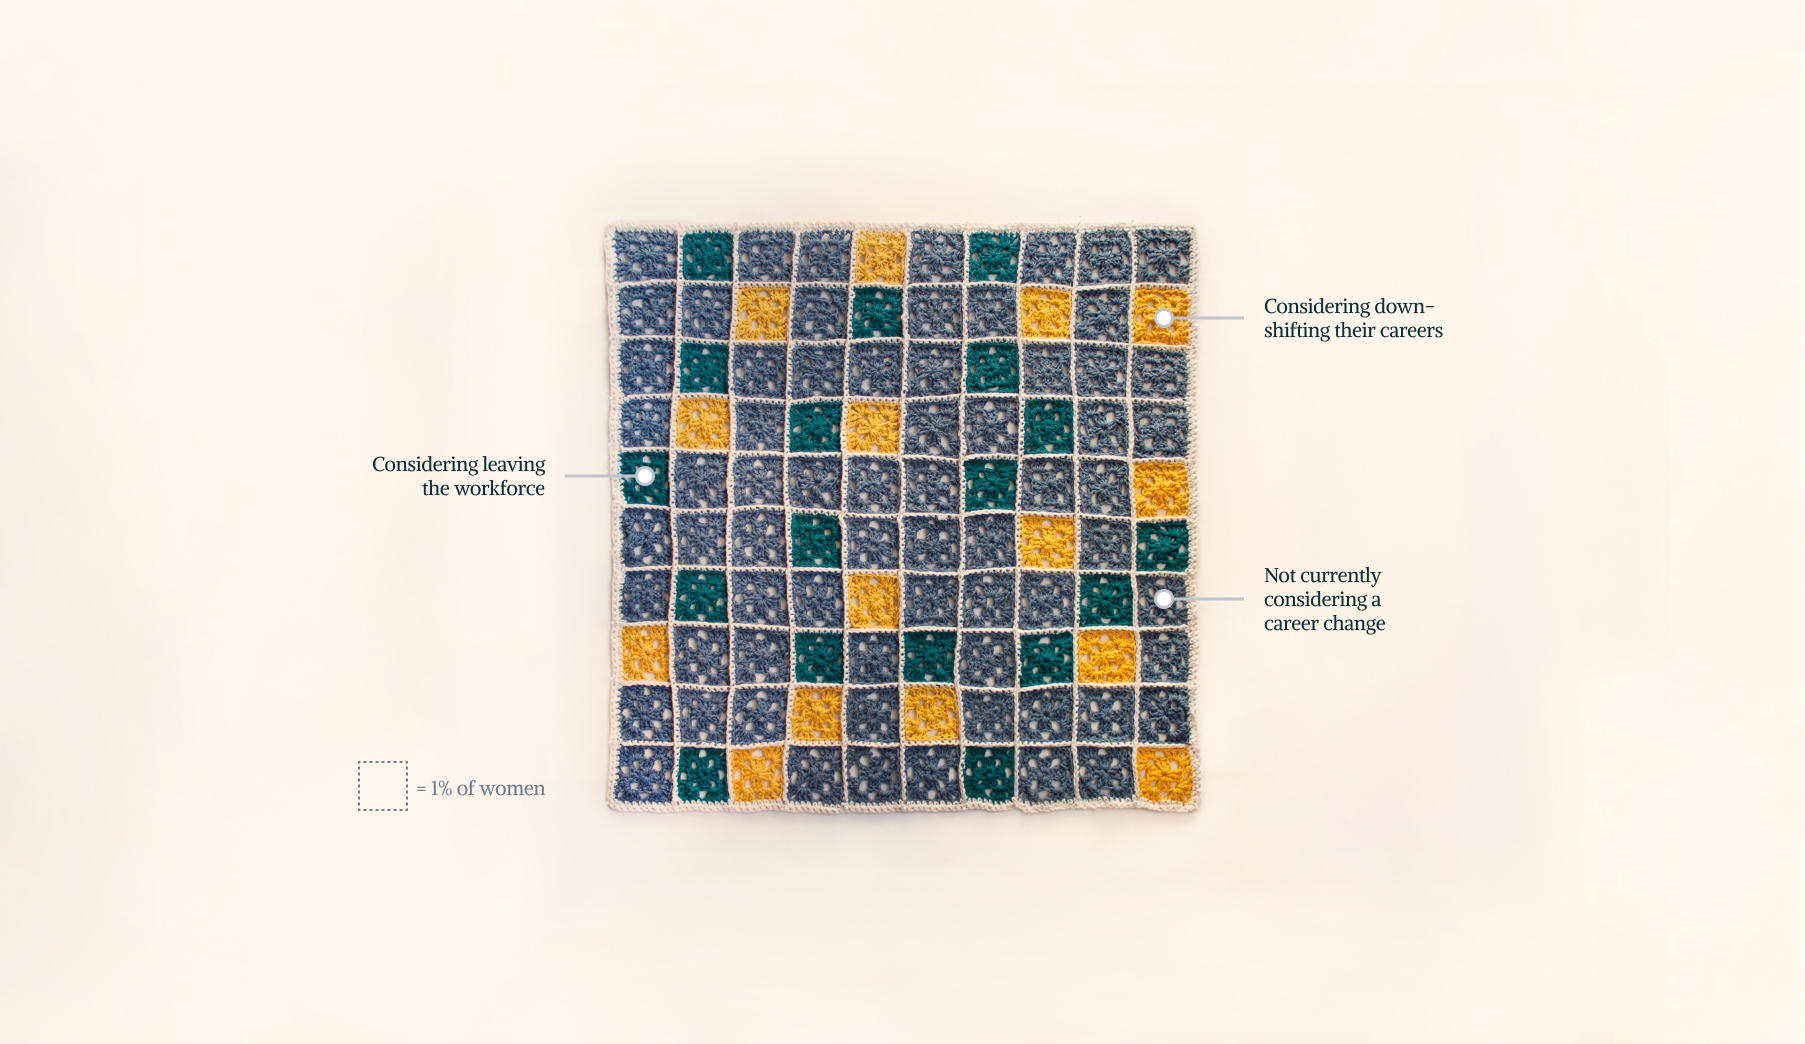 Considering down-
shifting their careers
Considering leaving
the workforce
Not currently
considering a
career change
= 1% of women